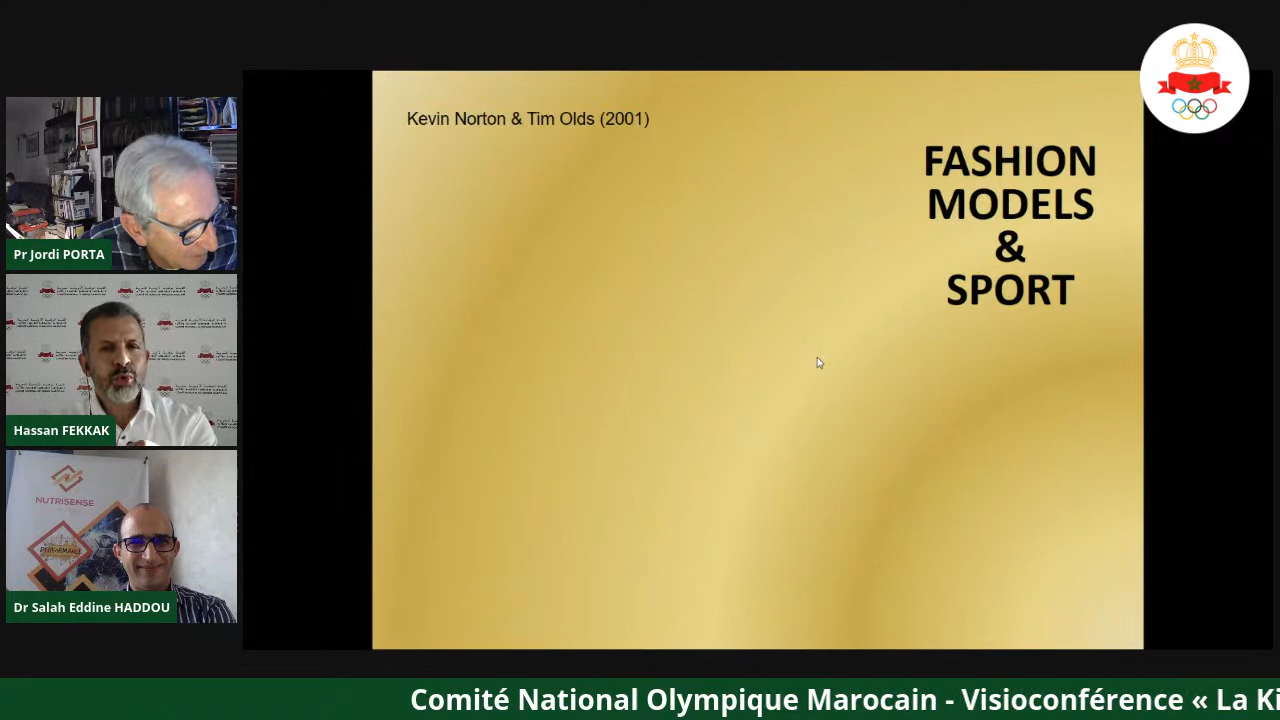 Kevin Norton & Tim Olds (2001)
FASHION
MODELS
&
SPORT
Pr Jordi PORTA
Hassan FEKKAK
NUTRISENSE
PERFORMANCE
Dr Salah Eddine HADDOU
Comité National Olympique Marocain - Visioconférence « La Ki